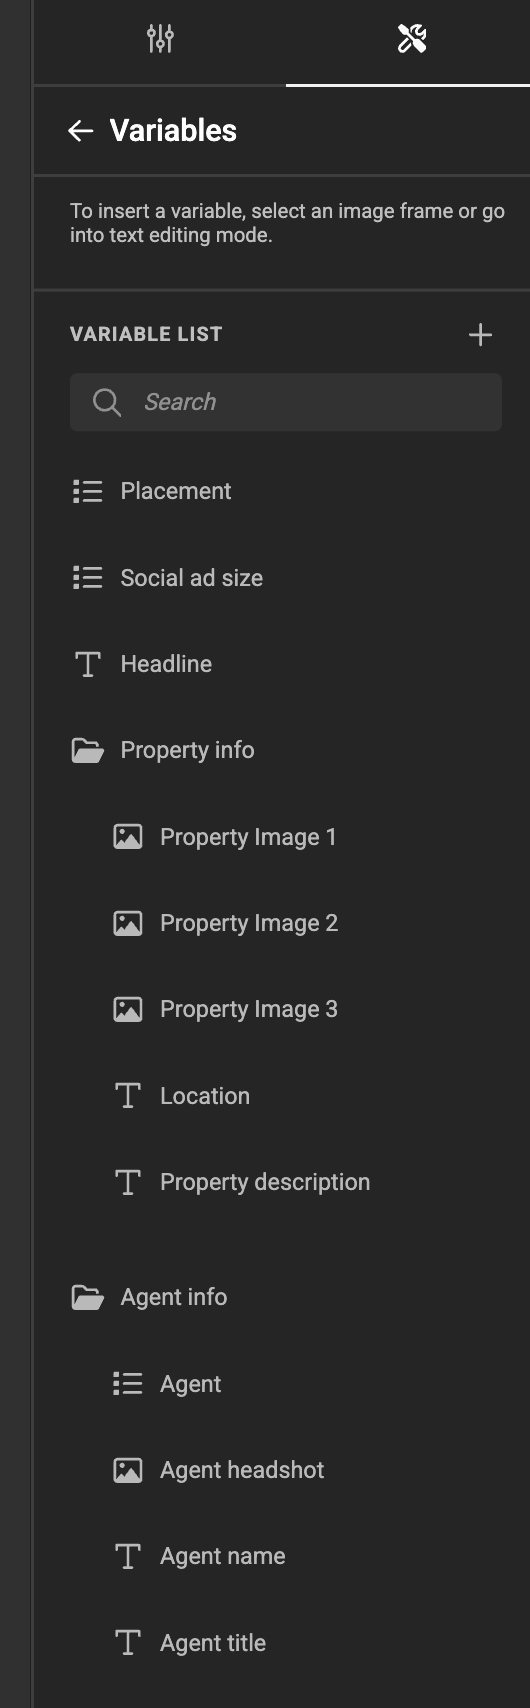 Variables
To insert a variable, select an image frame or go
into text editing mode.
VARIABLE LIST
Search
Placement
Social ad size
Headline
Property info
Property Image 1
Property Image 2
Property Image 3
Location
Property description
Agent info
Agent
Agent headshot
Agent name
Agent title